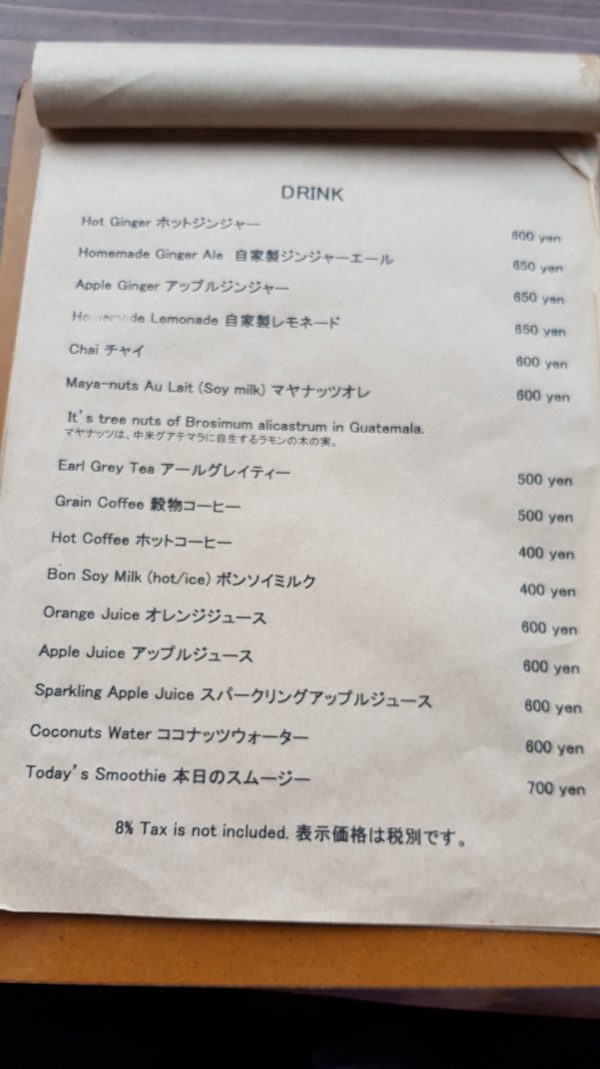 DRINK
Hot Ginger ホットジンジャー 600 yen
Homemade Ginger Ale 自家製ジンジャーエール 650 yen
Apple Ginger アップルジンジャー 650 yen
Homemade Lemonade 自家製レモネード 650 yen
Chai チャイ 600 yen
Maya-nuts Au Lait (Soy milk) マヤナッツオレ 600 yen
It's tree nuts of Brosimum alicastrum in Guatemala.
マヤナッツは、中米グアテマラに自生するラモンの木の実。
Earl Grey Tea アールグレイティー 500 yen
Grain Coffee 穀物コーヒー 500 yen
Hot Coffee ホットコーヒー 400 yen
Bon Soy Milk (hot/ice) ボンソイミルク 400 yen
Orange Juice オレンジジュース 600 yen
Apple Juice アップルジュース 600 yen
Sparkling Apple Juice スパークリングアップルジュース 600 yen
Coconuts Water ココナッツウォーター 600 yen
Today's Smoothie 本日のスムージー 700 yen
8% Tax is not included. 表示価格は税別です。